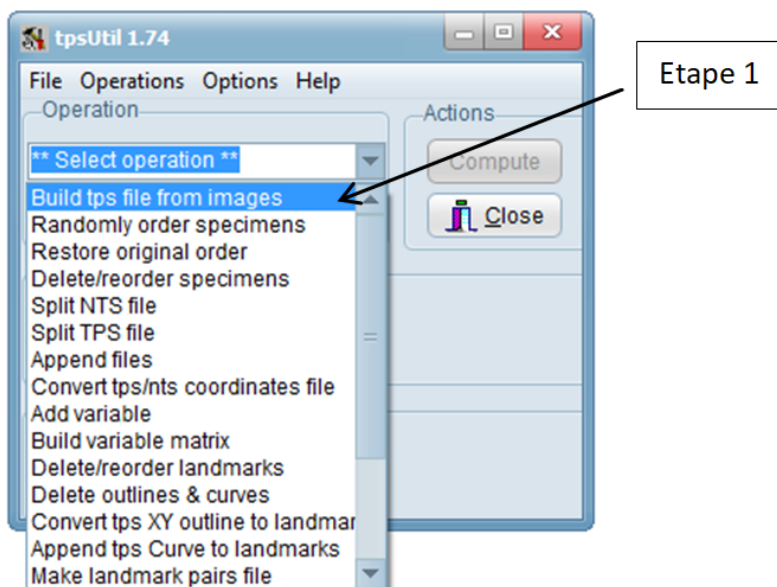 tpsUtil 1.74
Etape 1
File Operations Options Help
Operation
Actions
** Select operation **
Compute
Build tps file from images
Randomly order specimens
Close
Restore original order
Delete/reorder specimens
Split NTS file
Split TPS file
Append files
Convert tps/nts coordinates file
Add variable
Build variable matrix
Delete/reorder landmarks
Delete outlines & curves
Convert tps XY outline to landmar
Append tps Curve to landmarks
Make landmark pairs file